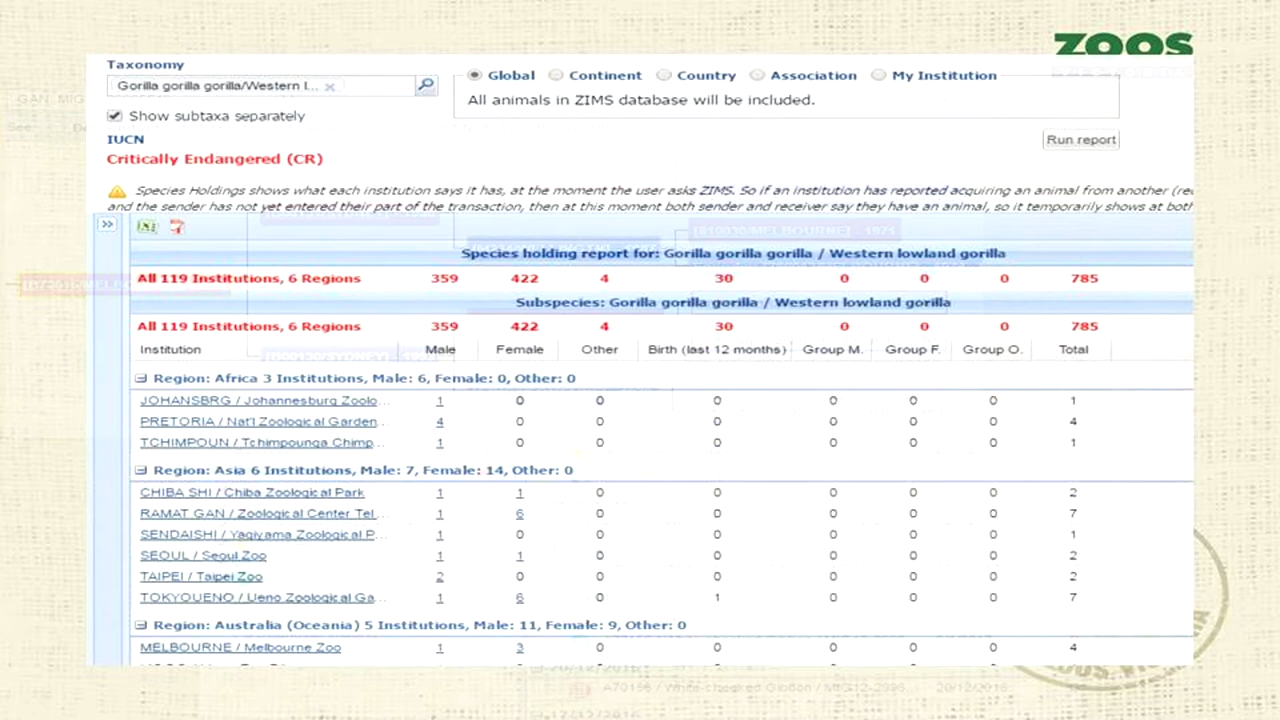 ZOOS
Taxonomy
Gorilla gorilla gorilla/Western l... x
Global Continent Country Association My Institution
All animals in ZIMS database will be included.
Show subtaxa separately
IUCN
Critically Endangered (CR)
Run report
Species Holdings shows what each institution says it has, at the moment the user asks ZIMS. So if an institution has reported acquiring an animal from another (re
and the sender has not yet entered their part of the transaction, then at this moment both sender and receiver say they have an animal, so it temporarily shows at both
Species holding report for: Gorilla gorilla gorilla / Western lowland gorilla
All 119 Institutions, 6 Regions 359 422 4 30 0 0 0 785
Subspecies: Gorilla gorilla gorilla / Western lowland gorilla
All 119 Institutions, 6 Regions 359 422 4 30 0 0 0 785
Institution Male Female Other Birth (last 12 months) Group M. Group F. Group O. Total
Region: Africa 3 Institutions, Male: 6, Female: 0, Other: 0
JOHANSBRG / Johannesburg Zoolo... 1 0 0 0 0 0 0 1
PRETORIA / Nat'l Zoological Garden... 4 0 0 0 0 0 0 4
TCHIMPOUN / Tchimpounga Chimp... 1 0 0 0 0 0 0 1
Region: Asia 6 Institutions, Male: 7, Female: 14, Other: 0
CHIBA SHI / Chiba Zoological Park 1 1 0 0 0 0 0 2
RAMAT GAN / Zoological Center Tel... 1 6 0 0 0 0 0 7
SENDAISHI / Yagiyama Zoological P... 1 0 0 0 0 0 0 1
SEOUL / Seoul Zoo 1 1 0 0 0 0 0 2
TAIPEI / Taipei Zoo 2 0 0 0 0 0 0 2
TOKYOUENO / Ueno Zoological Ga... 1 6 0 1 0 0 0 7
Region: Australia (Oceania) 5 Institutions, Male: 11, Female: 9, Other: 0
MELBOURNE / Melbourne Zoo 1 3 0 0 0 0 0 4